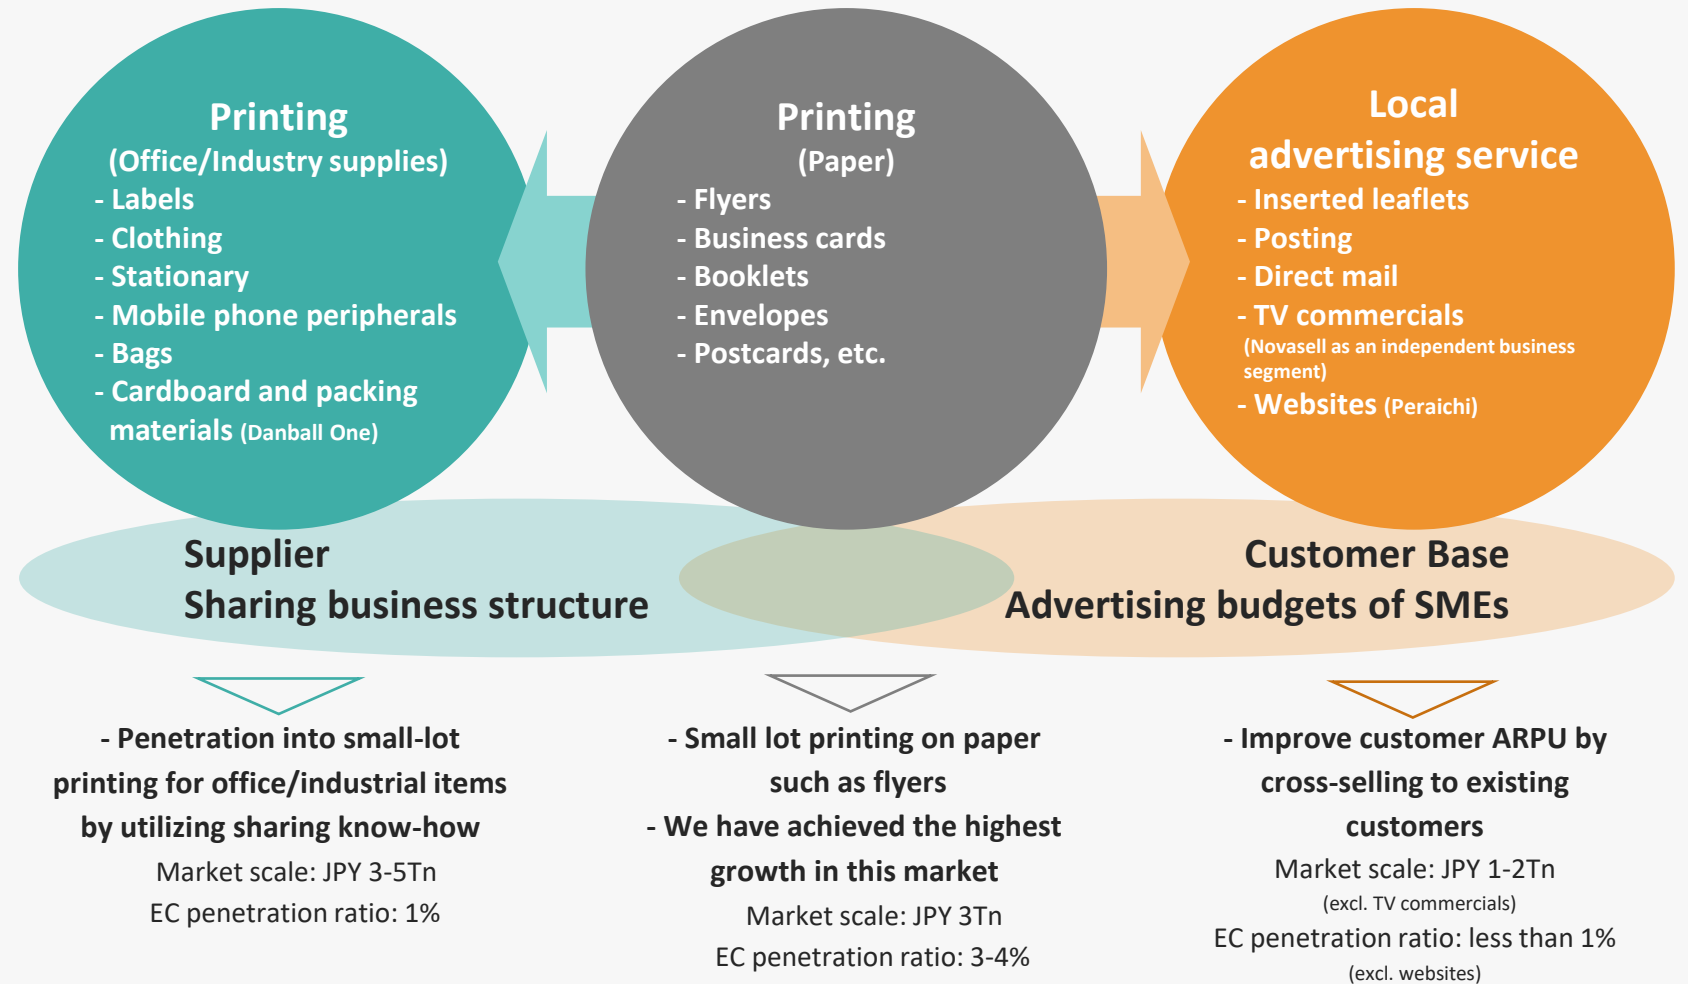 Printing
(Office/Industry supplies)
- Labels
- Clothing
- Stationary
- Mobile phone peripherals
- Bags
- Cardboard and packing
materials (Danball One)
Printing
(Paper)
- Flyers
- Business cards
- Booklets
- Envelopes
- Postcards, etc.
Local
advertising service
- Inserted leaflets
- Posting
- Direct mail
- TV commercials
(Novasell as an independent business
segment)
- Websites (Peraichi)
Supplier
Sharing business structure
Customer Base
Advertising budgets of SMEs
- Penetration into small-lot
printing for office/industrial items
by utilizing sharing know-how
Market scale: JPY 3-5Tn
EC penetration ratio: 1%
- Small lot printing on paper
such as flyers
- We have achieved the highest
growth in this market
Market scale: JPY 3Tn
EC penetration ratio: 3-4%
- Improve customer ARPU by
cross-selling to existing
customers
Market scale: JPY 1-2Tn
(excl. TV commercials)
EC penetration ratio: less than 1%
(excl. websites)